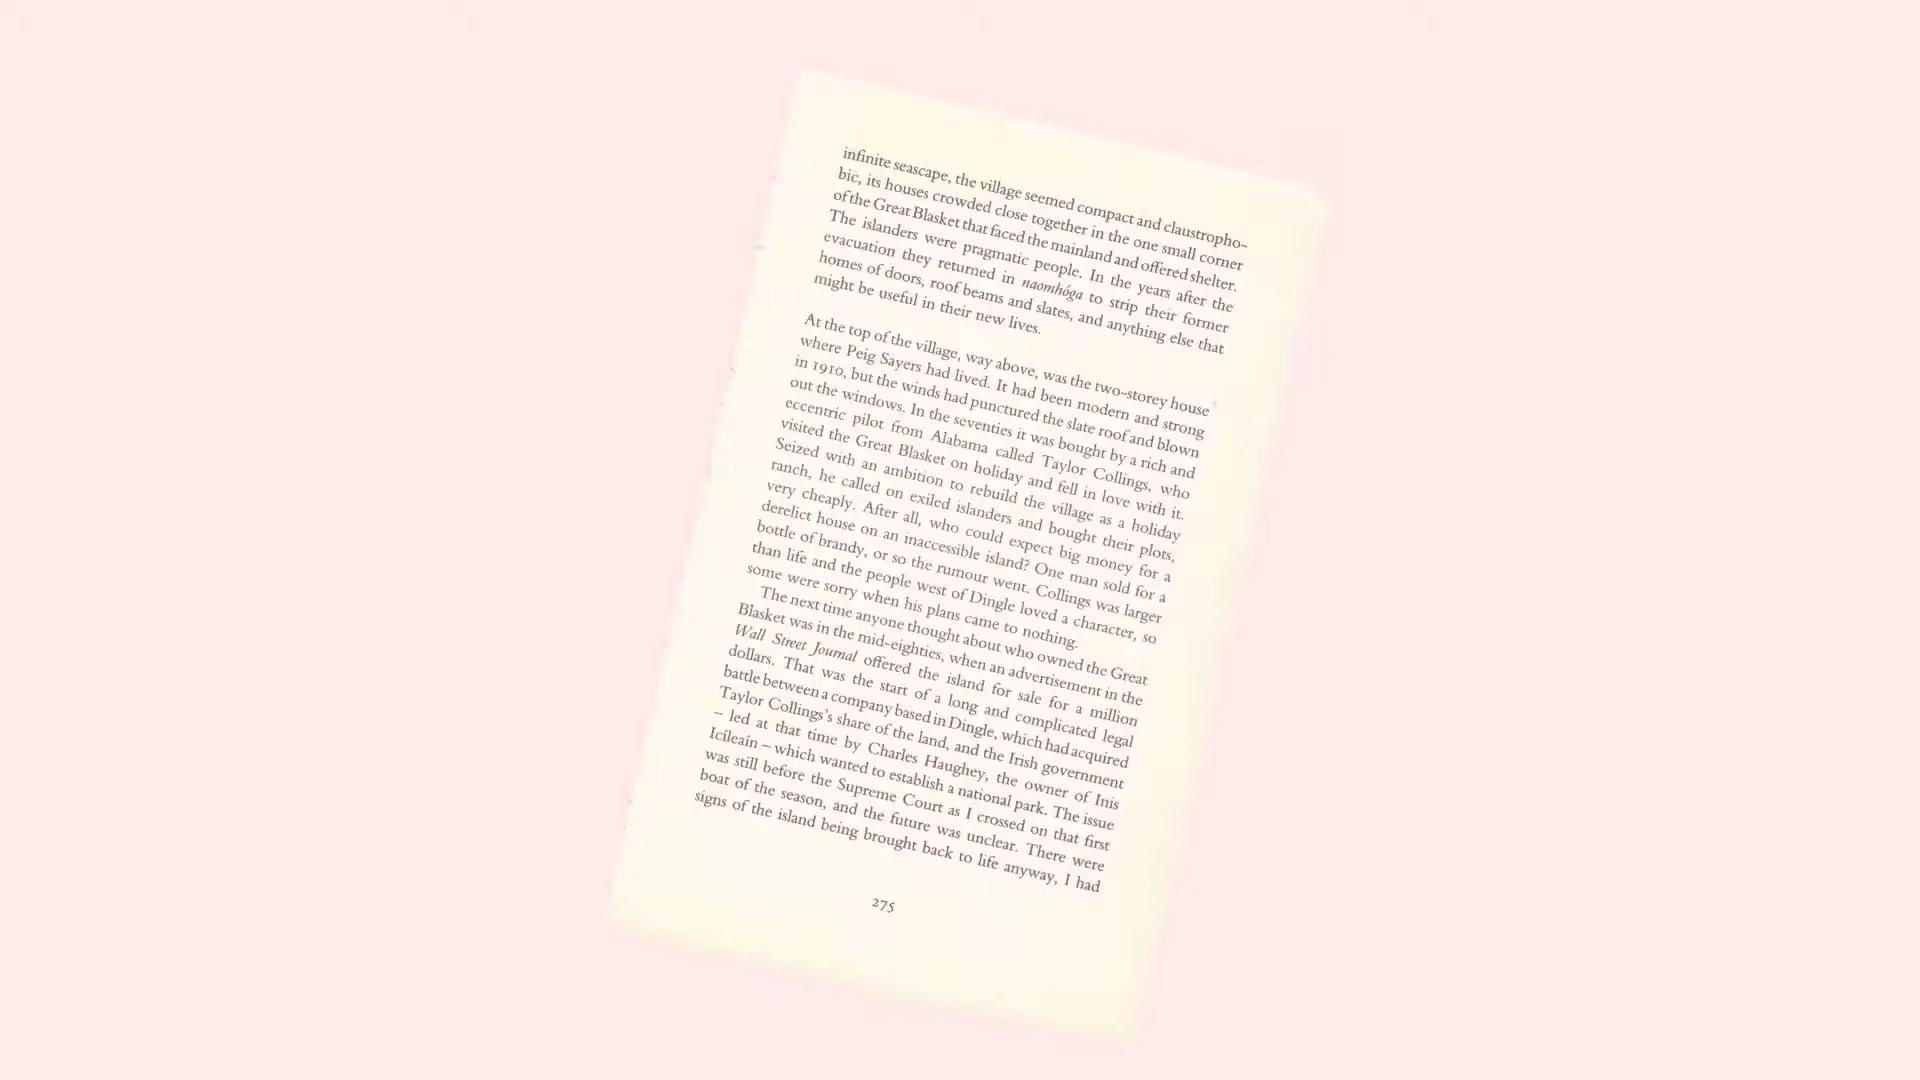 infinite seascape, the village seemed compact and claustropho-
bic, its houses crowded close together in the one small corner
of the Great Blasket that faced the mainland and offered shelter.
The islanders were pragmatic people. In the years after the
evacuation they returned in naomhóga to strip their former
homes of doors, roof beams and slates, and anything else that
might be useful in their new lives.
At the top of the village, way above, was the two-storey house
where Peig Sayers had lived. It had been modern and strong
in 1910, but the winds had punctured the slate roof and blown
out the windows. In the seventies it was bought by a rich and
eccentric pilot from Alabama called Taylor Collings, who
visited the Great Blasket on holiday and fell in love with it.
Seized with an ambition to rebuild the village as a holiday
ranch, he called on exiled islanders and bought their plots,
very cheaply. After all, who could expect big money for a
derelict house on an inaccessible island? One man sold for a
bottle of brandy, or so the rumour went. Collings was larger
than life and the people west of Dingle loved a character, so
some were sorry when his plans came to nothing.
The next time anyone thought about who owned the Great
Blasket was in the mid-eighties, when an advertisement in the
Wall Street Journal offered the island for sale for a million
dollars. That was the start of a long and complicated legal
battle between a company based in Dingle, which had acquired
Taylor Collings's share of the land, and the Irish government
– led at that time by Charles Haughey, the owner of Inis
Icíleaín – which wanted to establish a national park. The issue
was still before the Supreme Court as I crossed on that first
boat of the season, and the future was unclear. There were
signs of the island being brought back to life anyway, I had
275